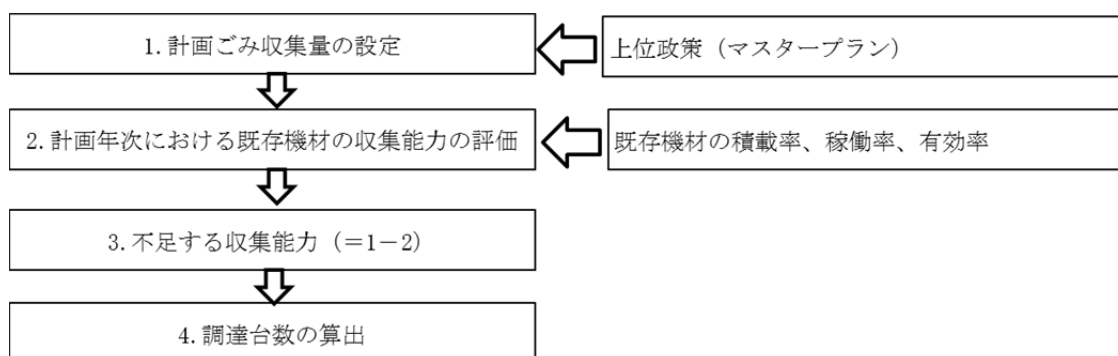 1.計画ごみ収集量の設定
上位政策（マスタープラン）
2.計画年次における既存機材の収集能力の評価
既存機材の積載率、稼働率、有効率
3.不足する収集能力（＝1－2）
4.調達台数の算出